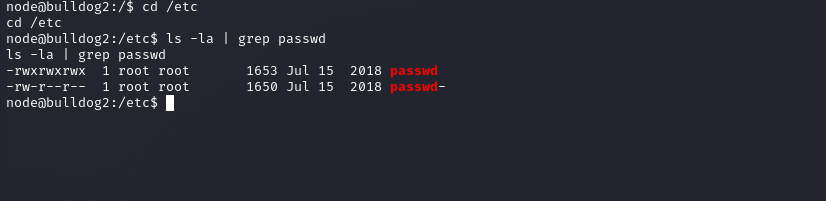 node@bulldog2:/$ cd /etc
cd /etc
node@bulldog2:/etc$ ls -la | grep passwd
ls -la | grep passwd
-rwxrwxrwx  1 root root       1653 Jul 15  2018 passwd
-rw-r--r--  1 root root       1650 Jul 15  2018 passwd-
node@bulldog2:/etc$